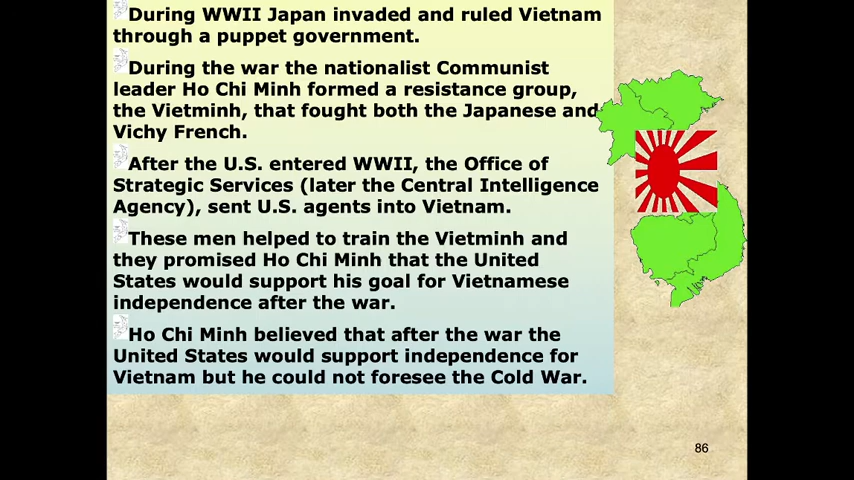 During WWII Japan invaded and ruled Vietnam
through a puppet government.
During the war the nationalist Communist
leader Ho Chi Minh formed a resistance group,
the Vietminh, that fought both the Japanese and
Vichy French.
After the U.S. entered WWII, the Office of
Strategic Services (later the Central Intelligence
Agency), sent U.S. agents into Vietnam.
These men helped to train the Vietminh and
they promised Ho Chi Minh that the United
States would support his goal for Vietnamese
independence after the war.
Ho Chi Minh believed that after the war the
United States would support independence for
Vietnam but he could not foresee the Cold War.
86